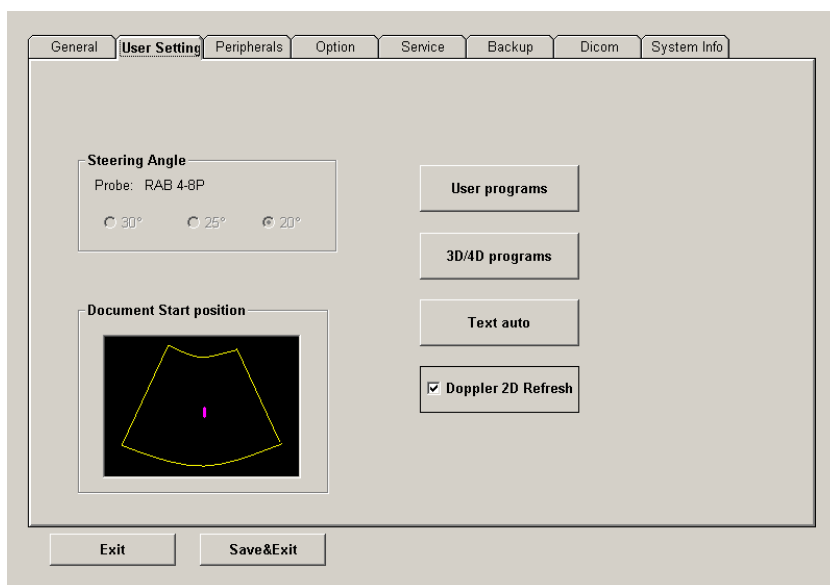 General User Setting Peripherals Option Service Backup Dicom System Info
Steering Angle
Probe: RAB 4-8P
30° 25° 20°
User programs
3D/4D programs
Document Start position
Text auto
Doppler 2D Refresh
Exit Save&Exit